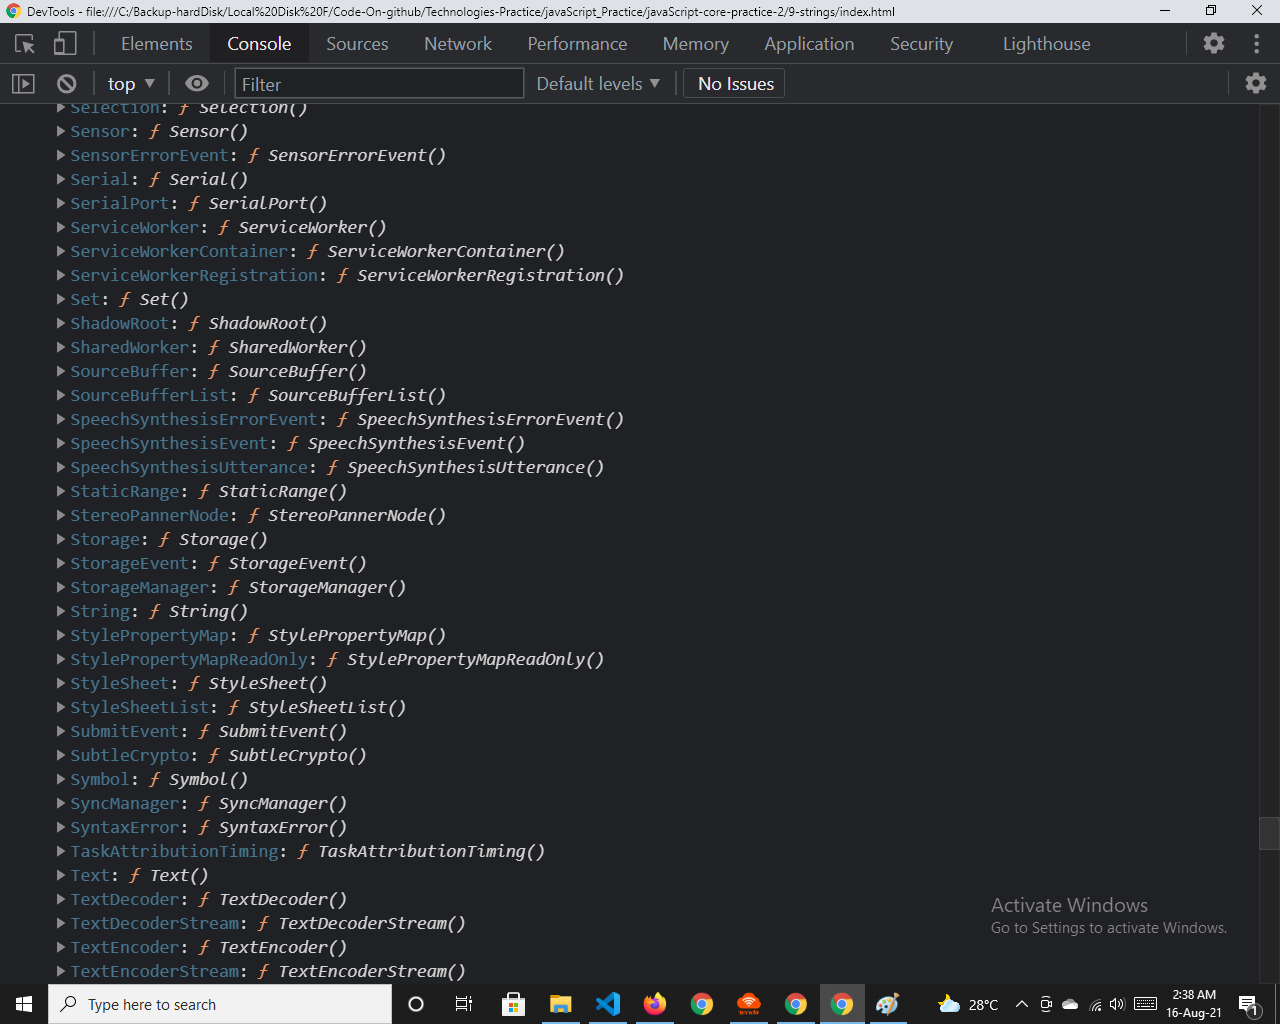 DevTools - file:///C:/Backup-hardDisk/Local%20Disk%20F/Code-On-github/Technologies-Practice/javaScript_Practice/javaScript-core-practice-2/9-strings/index.html
Elements Console Sources Network Performance Memory Application Security Lighthouse
top ▼ Filter Default levels ▼ No Issues
Selection: ƒ Selection()
Sensor: ƒ Sensor()
SensorErrorEvent: ƒ SensorErrorEvent()
Serial: ƒ Serial()
SerialPort: ƒ SerialPort()
ServiceWorker: ƒ ServiceWorker()
ServiceWorkerContainer: ƒ ServiceWorkerContainer()
ServiceWorkerRegistration: ƒ ServiceWorkerRegistration()
Set: ƒ Set()
ShadowRoot: ƒ ShadowRoot()
SharedWorker: ƒ SharedWorker()
SourceBuffer: ƒ SourceBuffer()
SourceBufferList: ƒ SourceBufferList()
SpeechSynthesisErrorEvent: ƒ SpeechSynthesisErrorEvent()
SpeechSynthesisEvent: ƒ SpeechSynthesisEvent()
SpeechSynthesisUtterance: ƒ SpeechSynthesisUtterance()
StaticRange: ƒ StaticRange()
StereoPannerNode: ƒ StereoPannerNode()
Storage: ƒ Storage()
StorageEvent: ƒ StorageEvent()
StorageManager: ƒ StorageManager()
String: ƒ String()
StylePropertyMap: ƒ StylePropertyMap()
StylePropertyMapReadOnly: ƒ StylePropertyMapReadOnly()
StyleSheet: ƒ StyleSheet()
StyleSheetList: ƒ StyleSheetList()
SubmitEvent: ƒ SubmitEvent()
SubtleCrypto: ƒ SubtleCrypto()
Symbol: ƒ Symbol()
SyncManager: ƒ SyncManager()
SyntaxError: ƒ SyntaxError()
TaskAttributionTiming: ƒ TaskAttributionTiming()
Text: ƒ Text()
TextDecoder: ƒ TextDecoder()
TextDecoderStream: ƒ TextDecoderStream()
TextEncoder: ƒ TextEncoder()
TextEncoderStream: ƒ TextEncoderStream()
Activate Windows
Go to Settings to activate Windows.
Type here to search
28°C
2:38 AM
16-Aug-21
1